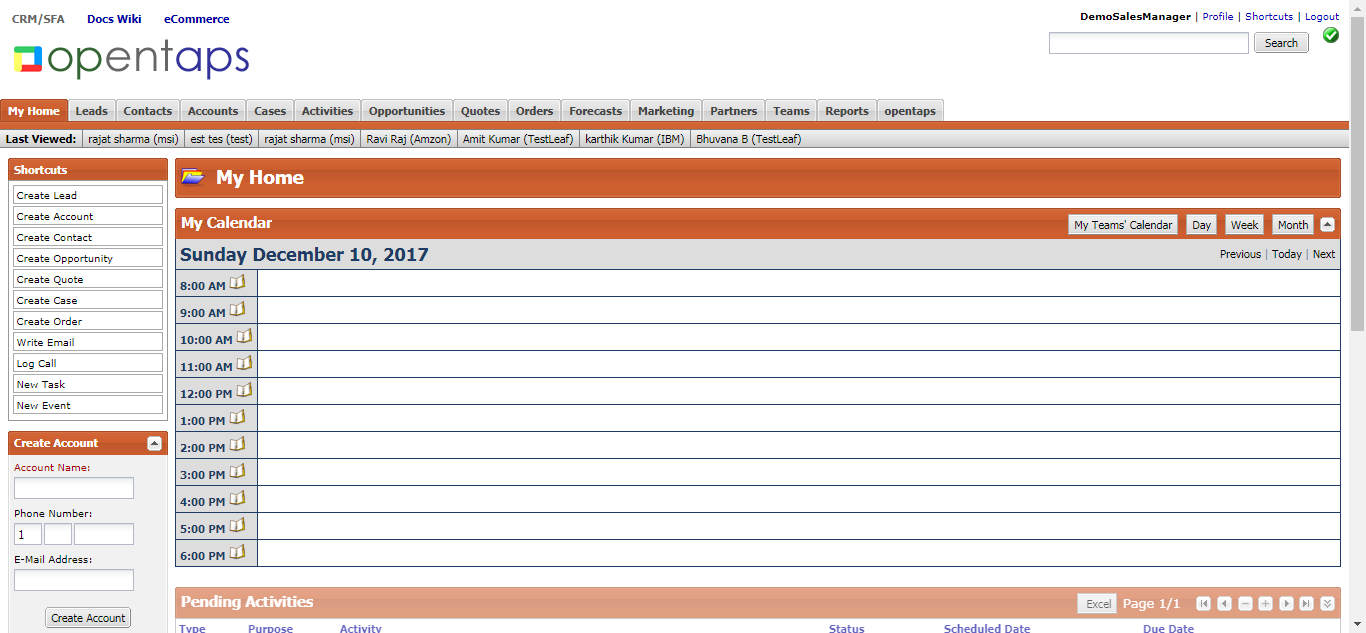 CRM/SFA Docs Wiki eCommerce
DemoSalesManager | Profile | Shortcuts | Logout
opentaps
Search
My Home Leads Contacts Accounts Cases Activities Opportunities Quotes Orders Forecasts Marketing Partners Teams Reports opentaps
Last Viewed: rajat sharma (msi) est tes (test) rajat sharma (msi) Ravi Raj (Amzon) Amit Kumar (TestLeaf) karthik Kumar (IBM) Bhuvana B (TestLeaf)
Shortcuts
Create Lead
Create Account
Create Contact
Create Opportunity
Create Quote
Create Case
Create Order
Write Email
Log Call
New Task
New Event
Create Account
Account Name:
Phone Number:
1
E-Mail Address:
Create Account
My Home
My Calendar My Teams' Calendar Day Week Month
Sunday December 10, 2017 Previous | Today | Next
8:00 AM
9:00 AM
10:00 AM
11:00 AM
12:00 PM
1:00 PM
2:00 PM
3:00 PM
4:00 PM
5:00 PM
6:00 PM
Pending Activities Excel Page 1/1
Type Purpose Activity Status Scheduled Date Due Date